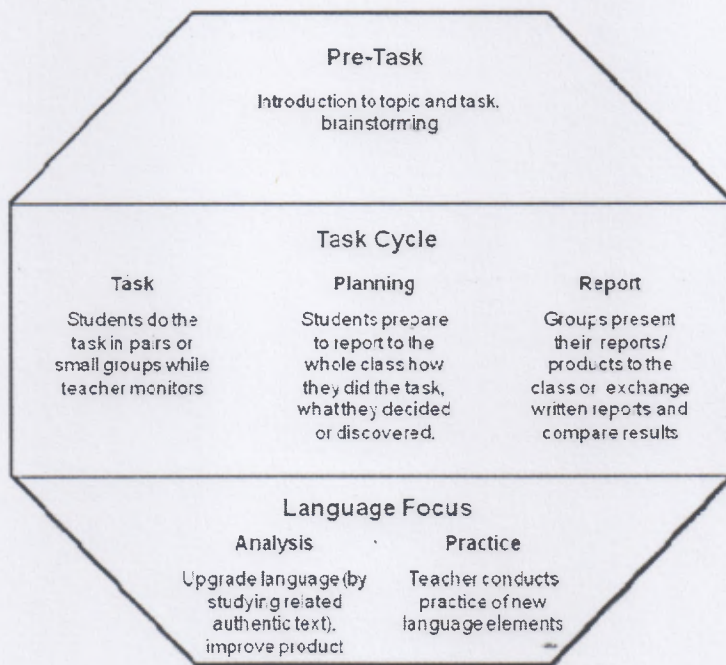 Pre-Task
Introduction to topic and task,
brainstorming
Task Cycle
Task
Students do the
task in pairs or
small groups while
teacher monitors
Planning
Students prepare
to report to the
whole class how
they did the task,
what they decided
or discovered.
Report
Groups present
their reports/
products to the
class or exchange
written reports and
compare results
Language Focus
Analysis
Upgrade language (by
studying related
authentic text),
improve product
Practice
Teacher conducts
practice of new
language elements